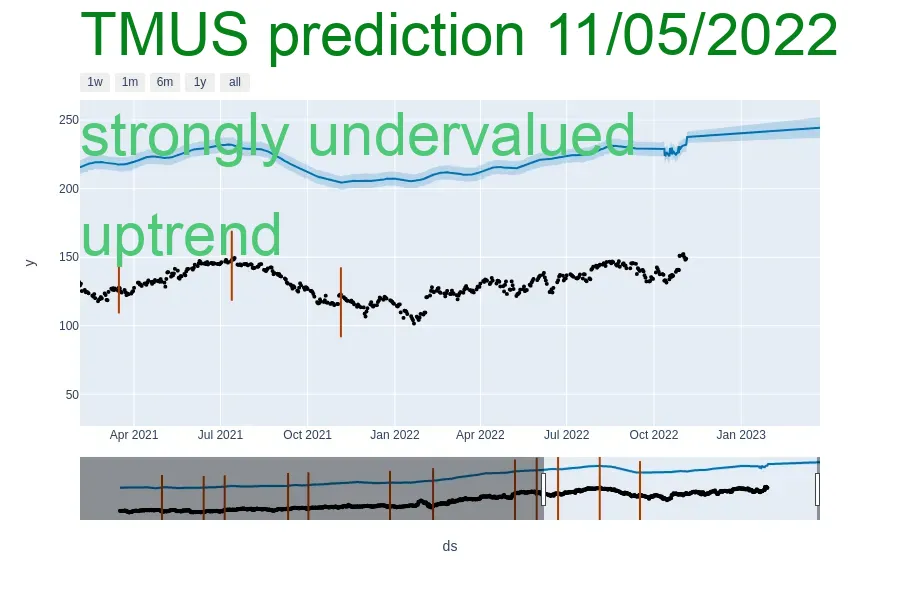 TMUS prediction 11/05/2022
1w 1m 6m 1y all
strongly undervalued
uptrend
250
200
150
100
50
y
Apr 2021 Jul 2021 Oct 2021 Jan 2022 Apr 2022 Jul 2022 Oct 2022 Jan 2023
ds